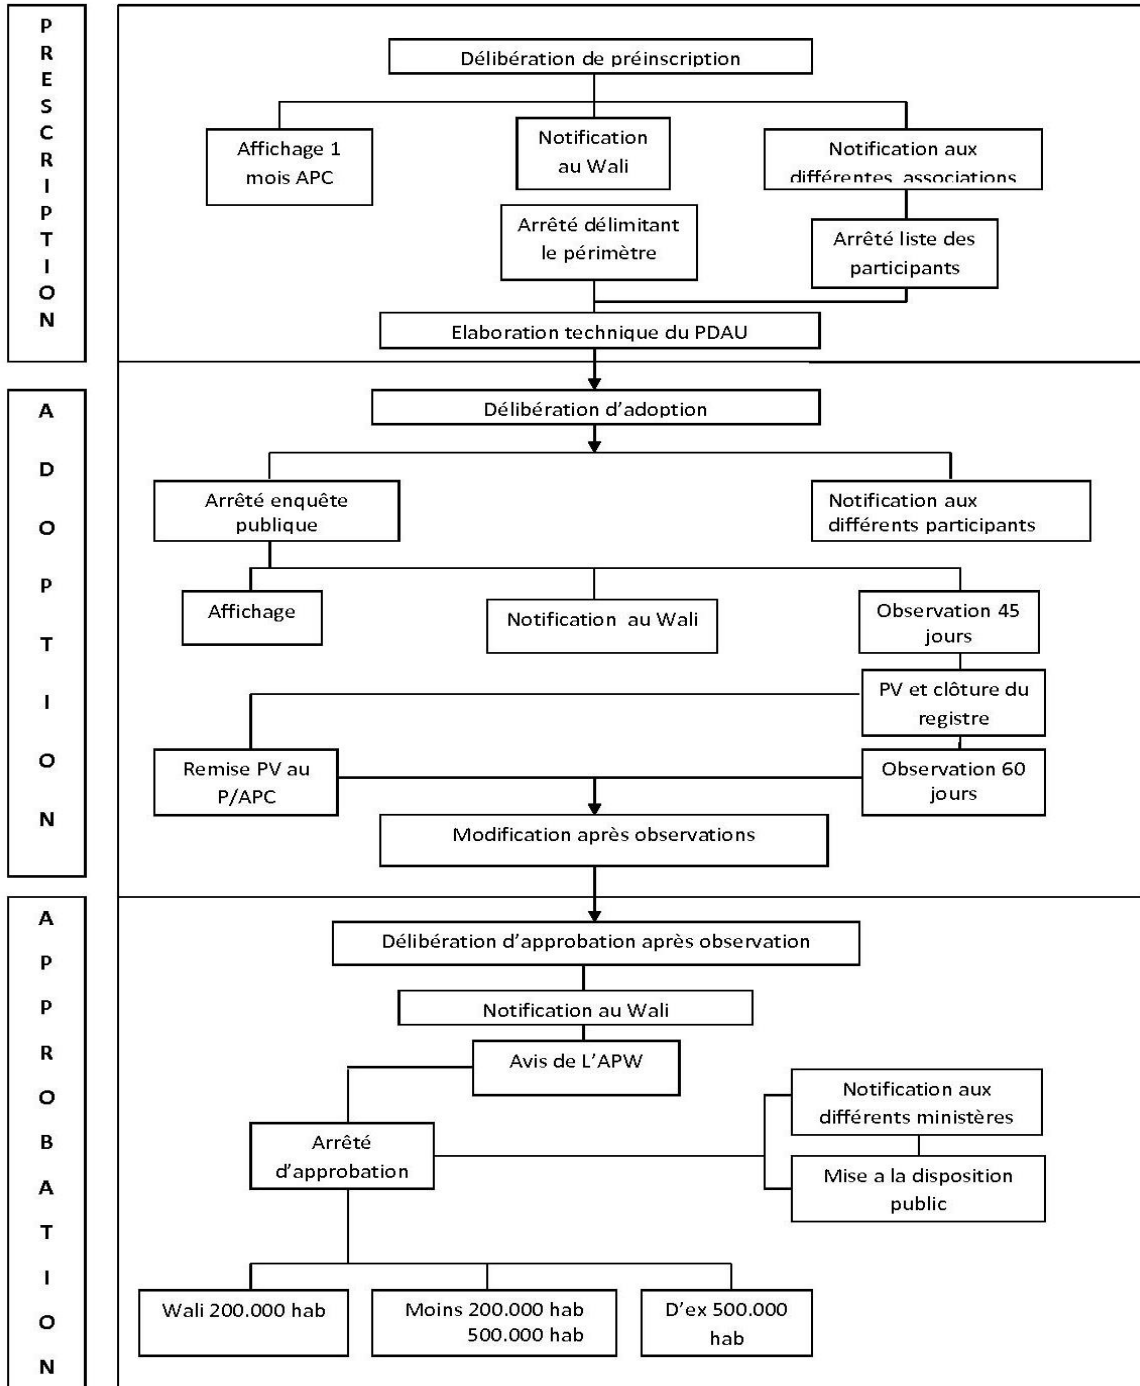 PRESCRIPTION
Délibération de préinscription
Affichage 1
mois APC
Notification
au Wali
Notification aux
différentes associations
Arrêté délimitant
le périmètre
Arrêté liste des
participants
Elaboration technique du PDAU
ADOPTION
Délibération d’adoption
Arrêté enquête
publique
Notification aux
différents participants
Affichage
Notification au Wali
Observation 45
jours
PV et clôture du
registre
Remise PV au
P/APC
Observation 60
jours
Modification après observations
APPROBATION
Délibération d’approbation après observation
Notification au Wali
Avis de L’APW
Notification aux
différents ministères
Arrêté
d’approbation
Mise a la disposition
public
Wali 200.000 hab
Moins 200.000 hab
500.000 hab
D’ex 500.000
hab